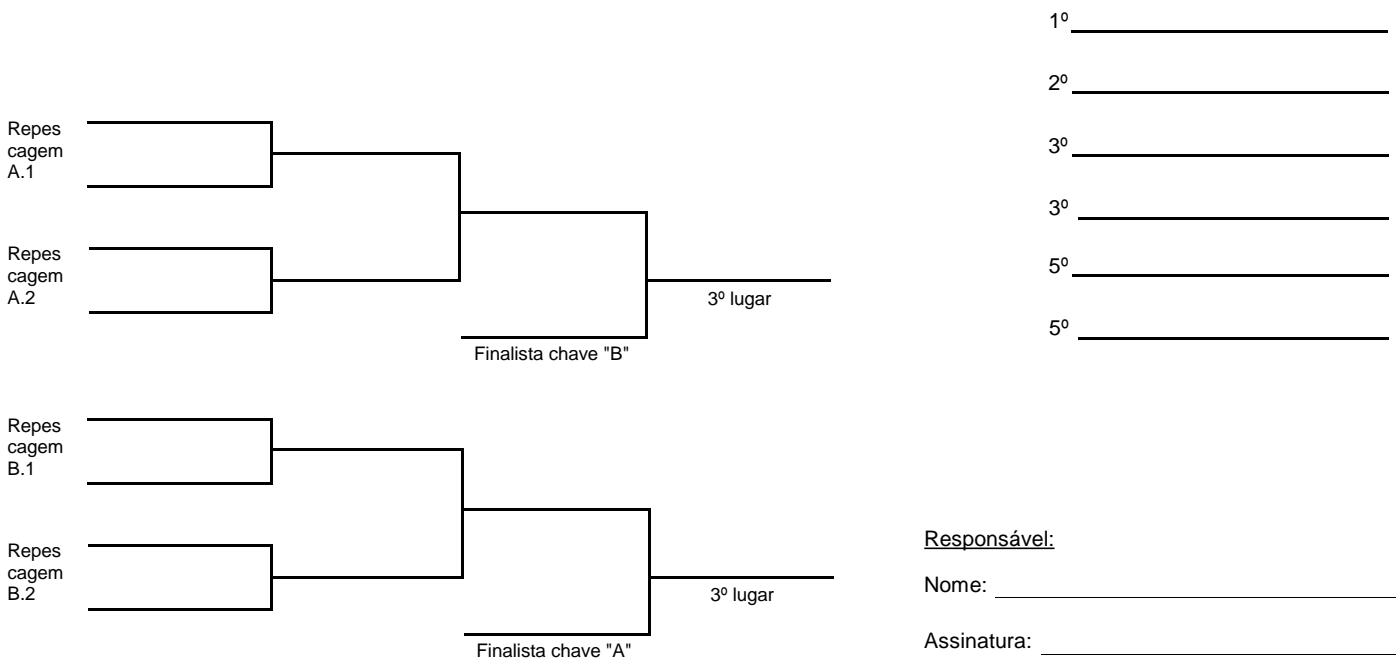 1º
2º
3º
3º
5º
5º
Repes
cagem
A.1
Repes
cagem
A.2
3º lugar
Finalista chave "B"
Repes
cagem
B.1
Repes
cagem
B.2
3º lugar
Finalista chave "A"
Responsável:
Nome:
Assinatura: